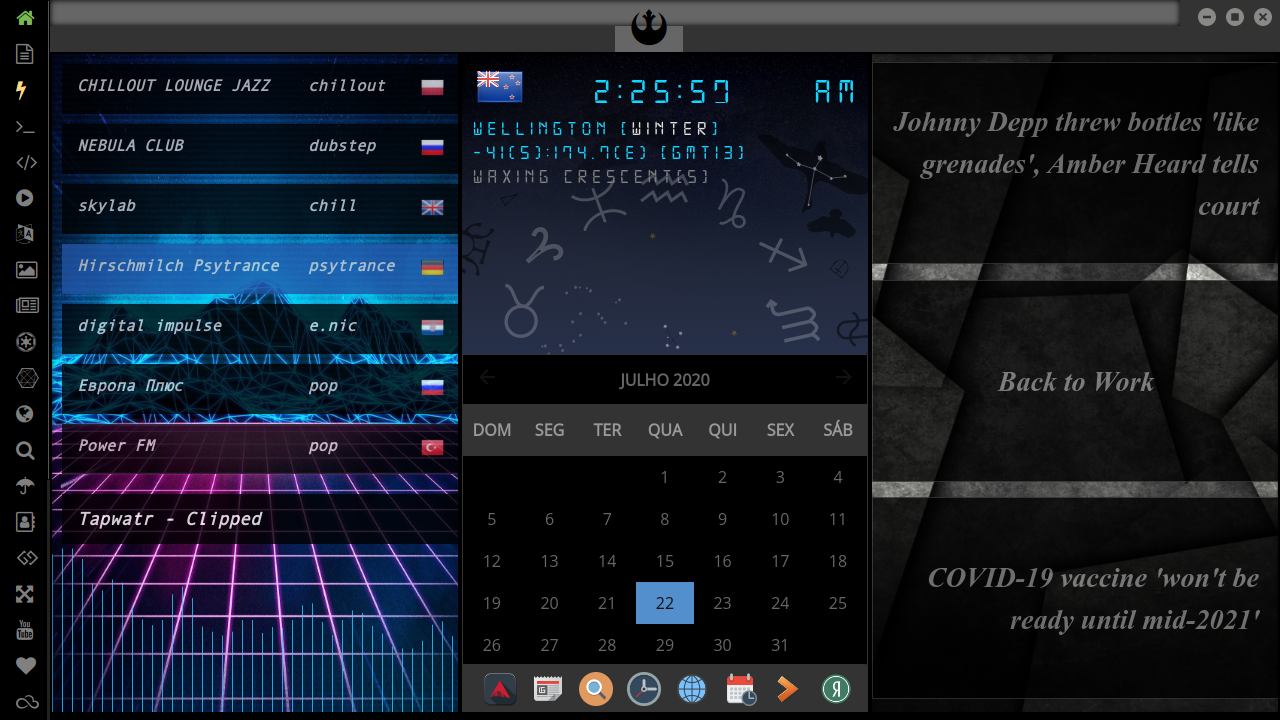 CHILLOUT LOUNGE JAZZ chillout
NEBULA CLUB dubstep
skylab chill
Hirschmilch Psytrance psytrance
digital impulse e.nic
Европа Плюс pop
Power FM pop
Tapwatr - Clipped
2:25:57 AM
WELLINGTON (WINTER)
-41(S):174.7(E) (GMT13)
WAXING CRESCENT(S)
JULHO 2020
DOM SEG TER QUA QUI SEX SÁB
1 2 3 4
5 6 7 8 9 10 11
12 13 14 15 16 17 18
19 20 21 22 23 24 25
26 27 28 29 30 31
Я
Johnny Depp threw bottles 'like
grenades', Amber Heard tells
court
Back to Work
COVID-19 vaccine 'won't be
ready until mid-2021'
You
Tube